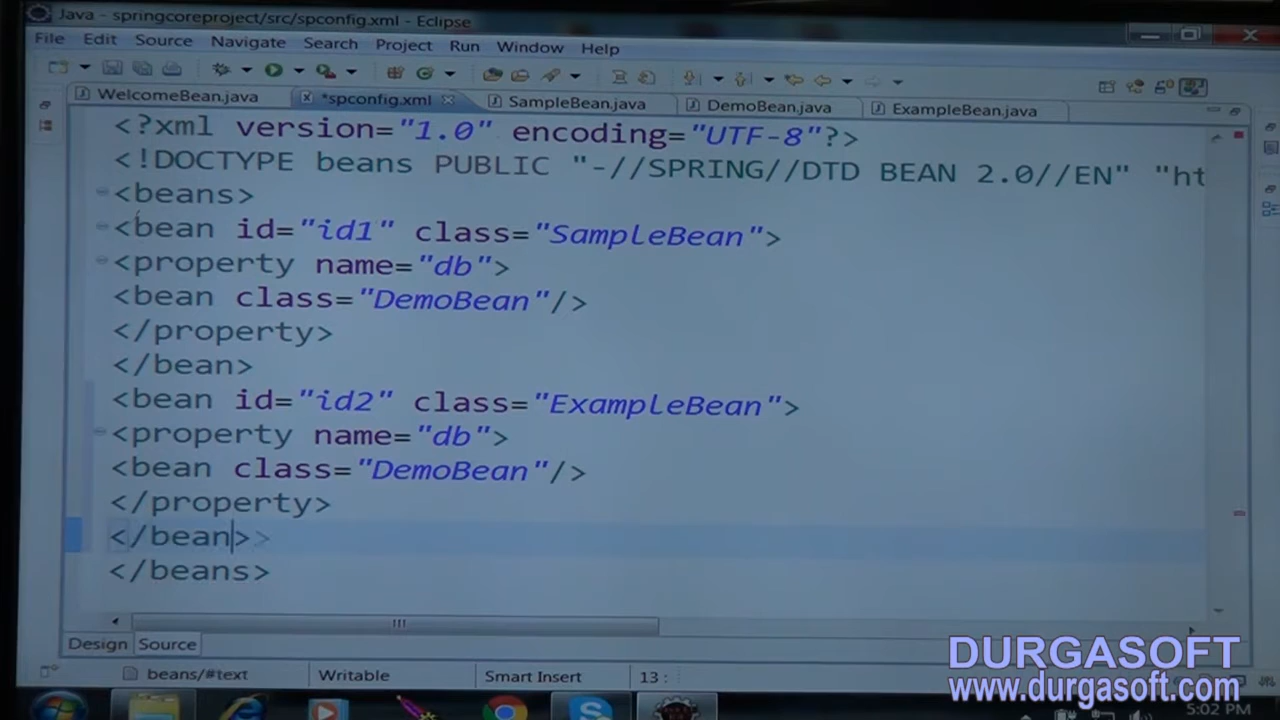 Java - springcoreproject/src/spconfig.xml - Eclipse
File Edit Source Navigate Search Project Run Window Help
WelcomeBean.java *spconfig.xml SampleBean.java DemoBean.java ExampleBean.java
<?xml version="1.0" encoding="UTF-8"?>
<!DOCTYPE beans PUBLIC "-//SPRING//DTD BEAN 2.0//EN" "ht
<beans>
<bean id="id1" class="SampleBean">
<property name="db">
<bean class="DemoBean"/>
</property>
</bean>
<bean id="id2" class="ExampleBean">
<property name="db">
<bean class="DemoBean"/>
</property>
</bean>>
</beans>
Design Source
beans/#text Writable Smart Insert 13 :
DURGASOFT
www.durgasoft.com
5:02 PM